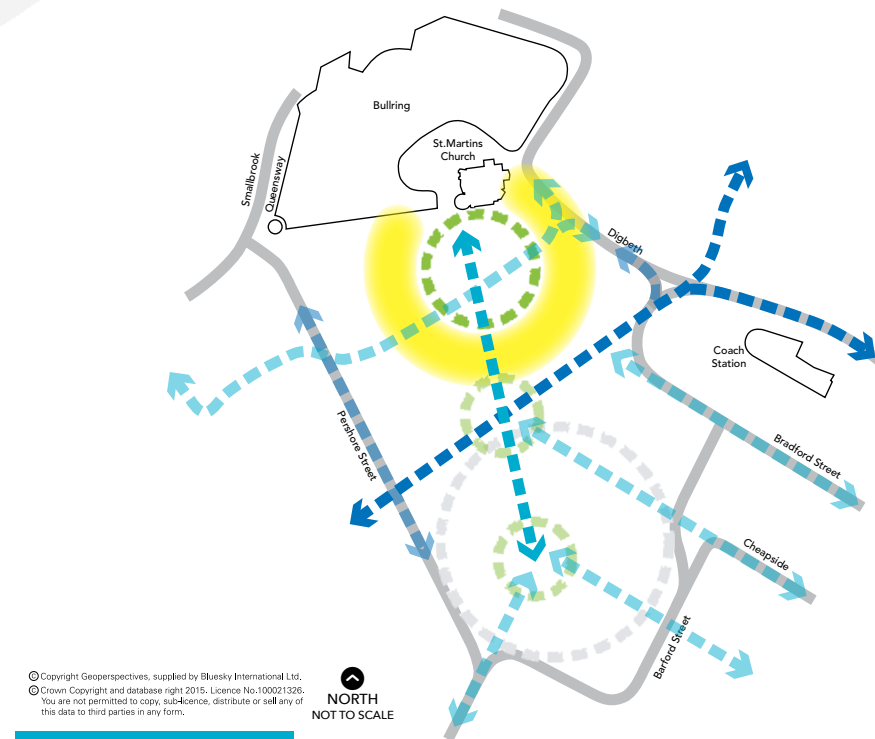 Bullring
St.Martins
Church
Smallbrook
Queensway
Digbeth
Coach
Station
Pershore Street
Bradford Street
Cheapside
Barford Street
© Copyright Geoperspectives, supplied by Bluesky International Ltd.
© Crown Copyright and database right 2015. Licence No.100021326.
You are not permitted to copy, sub-licence, distribute or sell any of
this data to third parties in any form.
NORTH
NOT TO SCALE